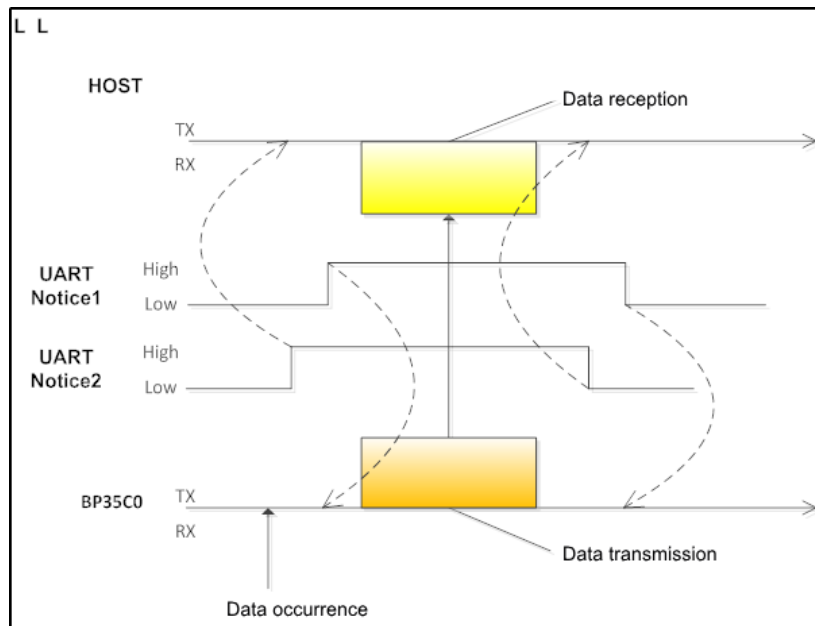 L L
HOST
Data reception
TX
RX
UART
Notice1
High
Low
UART
Notice2
High
Low
BP35C0
TX
RX
Data transmission
Data occurrence